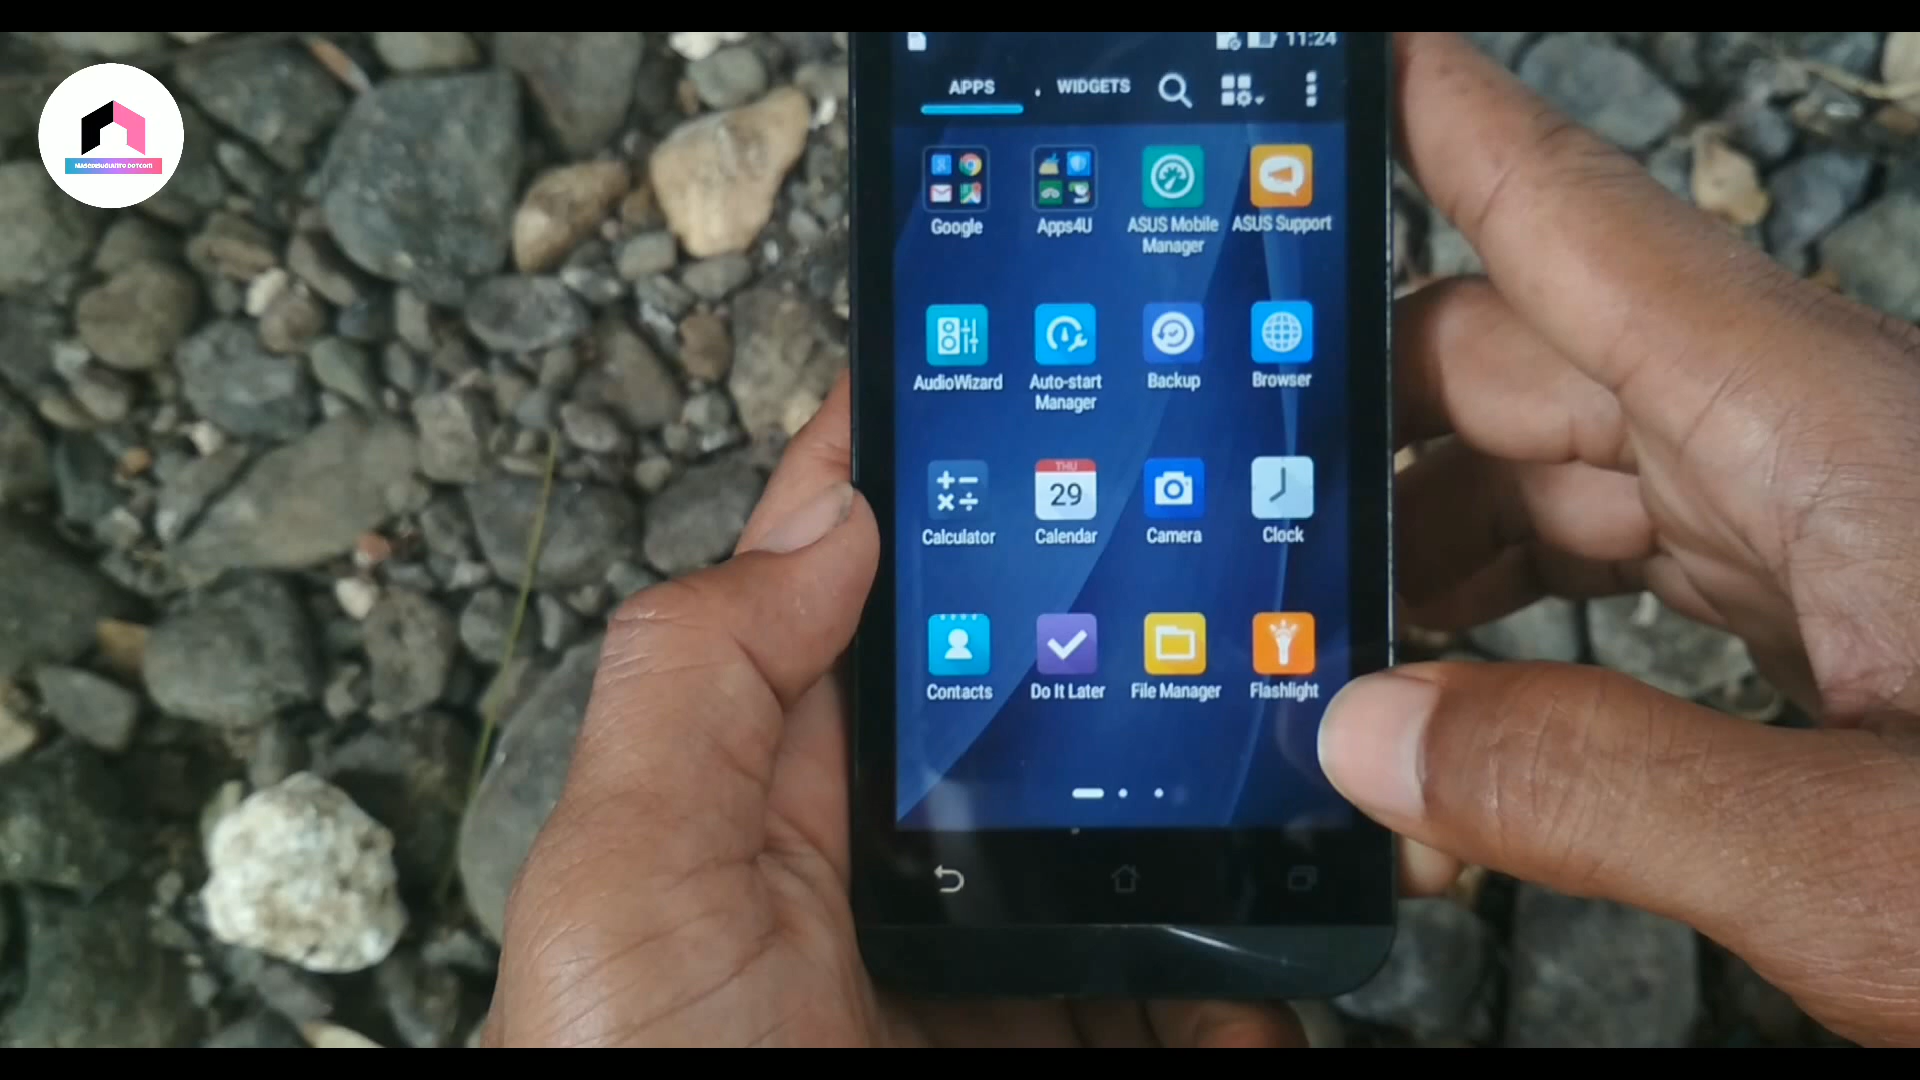 11:24
APPS
WIDGETS
Google
Apps4U
ASUS Mobile
Manager
ASUS Support
AudioWizard
Auto-start
Manager
Backup
Browser
THU
29
Calculator
Calendar
Camera
Clock
Contacts
Do It Later
File Manager
Flashlight